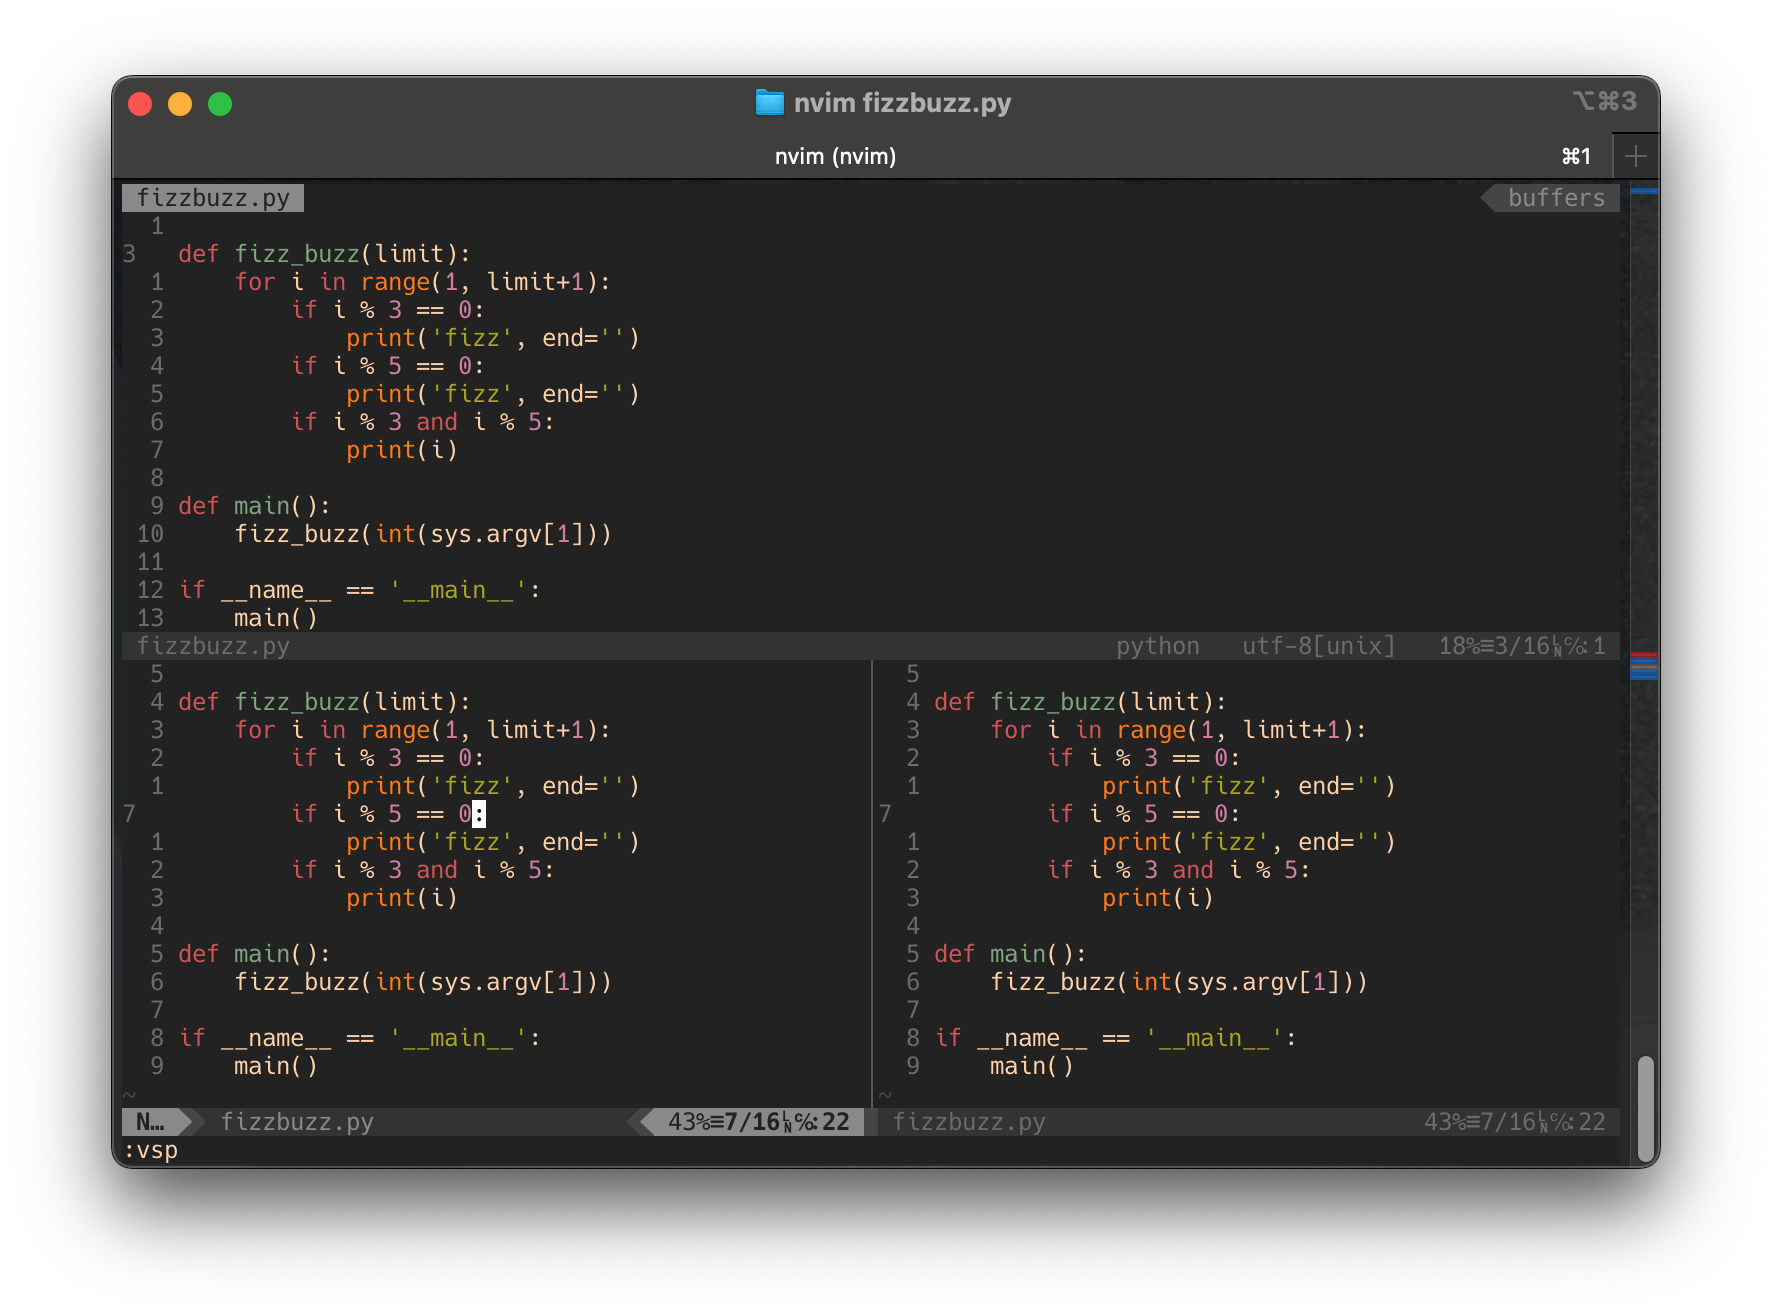 nvim fizzbuzz.py ⌥⌘3
nvim (nvim) ⌘1 +
fizzbuzz.py buffers
1
3 def fizz_buzz(limit):
1 for i in range(1, limit+1):
2 if i % 3 == 0:
3 print('fizz', end='')
4 if i % 5 == 0:
5 print('fizz', end='')
6 if i % 3 and i % 5:
7 print(i)
8
9 def main():
10 fizz_buzz(int(sys.argv[1]))
11
12 if __name__ == '__main__':
13 main()
fizzbuzz.py python utf-8[unix] 18%≡3/16␤℅:1
5
4 def fizz_buzz(limit):
3 for i in range(1, limit+1):
2 if i % 3 == 0:
1 print('fizz', end='')
7 if i % 5 == 0:
1 print('fizz', end='')
2 if i % 3 and i % 5:
3 print(i)
4
5 def main():
6 fizz_buzz(int(sys.argv[1]))
7
8 if __name__ == '__main__':
9 main()
~
N… fizzbuzz.py 43%≡7/16␤℅:22
5
4 def fizz_buzz(limit):
3 for i in range(1, limit+1):
2 if i % 3 == 0:
1 print('fizz', end='')
7 if i % 5 == 0:
1 print('fizz', end='')
2 if i % 3 and i % 5:
3 print(i)
4
5 def main():
6 fizz_buzz(int(sys.argv[1]))
7
8 if __name__ == '__main__':
9 main()
~
fizzbuzz.py 43%≡7/16␤℅:22
:vsp